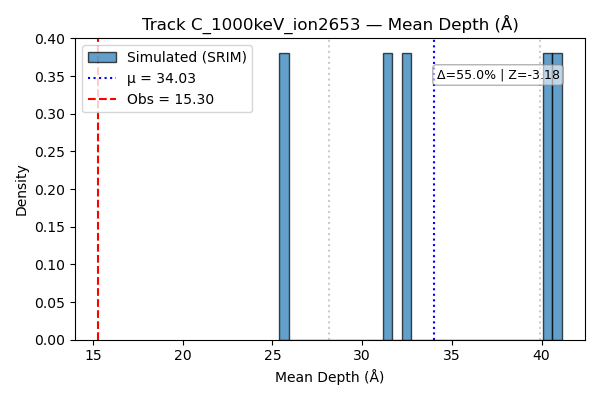 Track C_1000keV_ion2653 — Mean Depth (Å)
0.40
0.35
0.30
0.25
0.20
0.15
0.10
0.05
0.00
Density
Simulated (SRIM)
μ = 34.03
Obs = 15.30
Δ=55.0% | Z=-3.18
15
20
25
30
35
40
Mean Depth (Å)